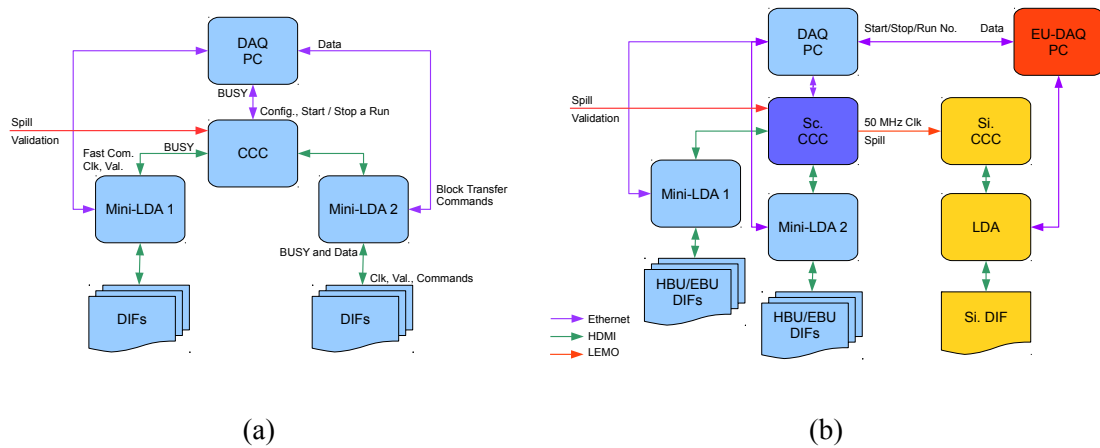 DAQ
PC
Data
BUSY
Config., Start / Stop a Run
Spill
Validation
Fast Com.
Clk, Val.
BUSY
CCC
Mini-LDA 1
Mini-LDA 2
Block Transfer
Commands
BUSY and Data
Clk, Val., Commands
DIFs
DIFs
(a)
DAQ
PC
Start/Stop/Run No.
Data
EU-DAQ
PC
Spill
Validation
Sc.
CCC
50 MHz Clk
Spill
Si.
CCC
Mini-LDA 1
Mini-LDA 2
LDA
HBU/EBU
DIFs
HBU/EBU
DIFs
Si. DIF
Ethernet
HDMI
LEMO
(b)